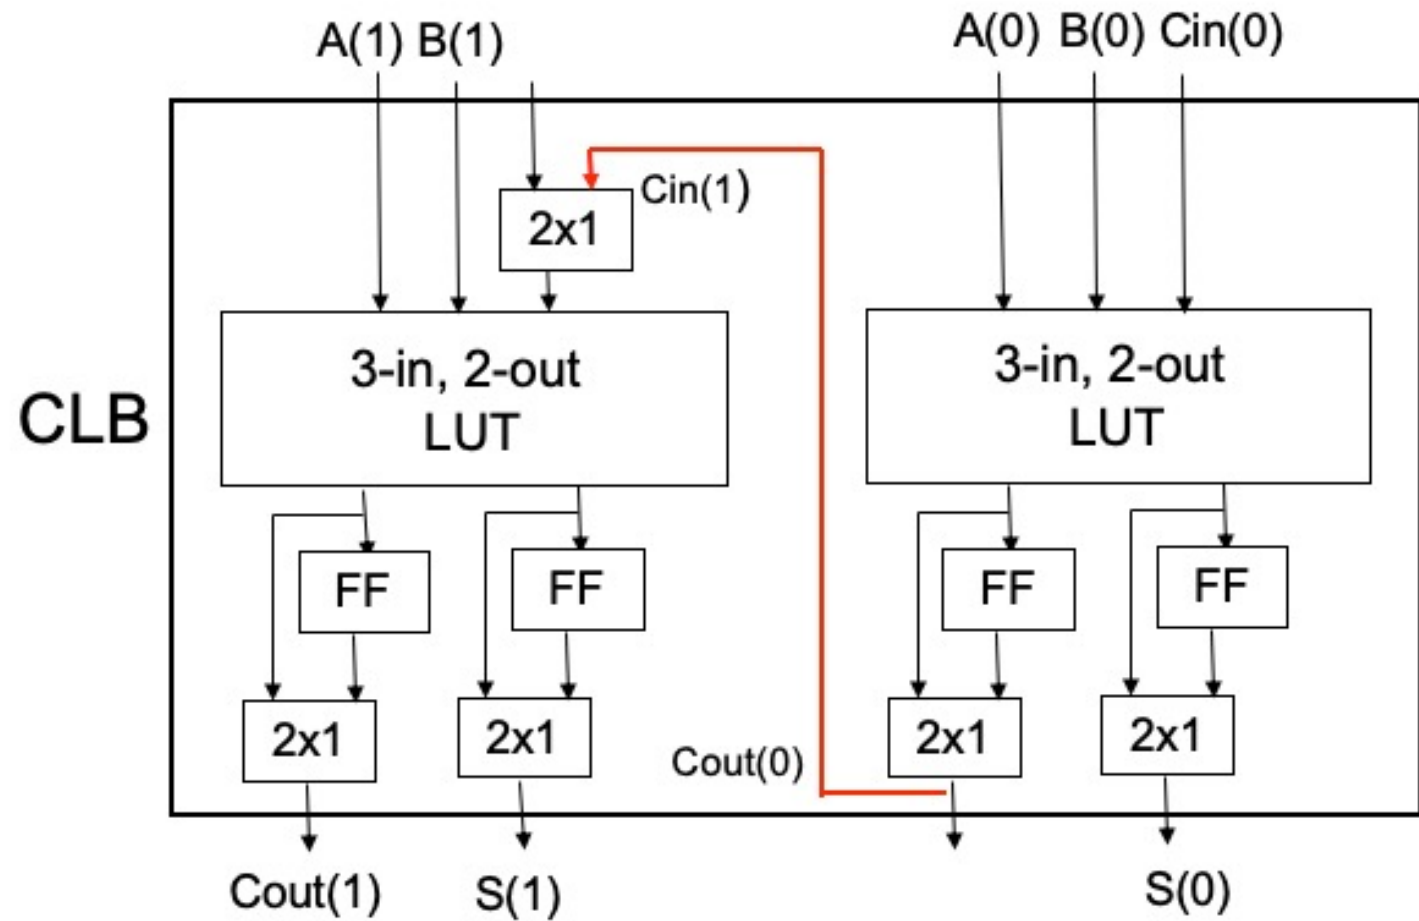 A(1) B(1)
A(0) B(0) Cin(0)
Cin(1)
2x1
CLB
3-in, 2-out
LUT
3-in, 2-out
LUT
FF
FF
FF
FF
2x1
2x1
Cout(0)
2x1
2x1
Cout(1)
S(1)
S(0)